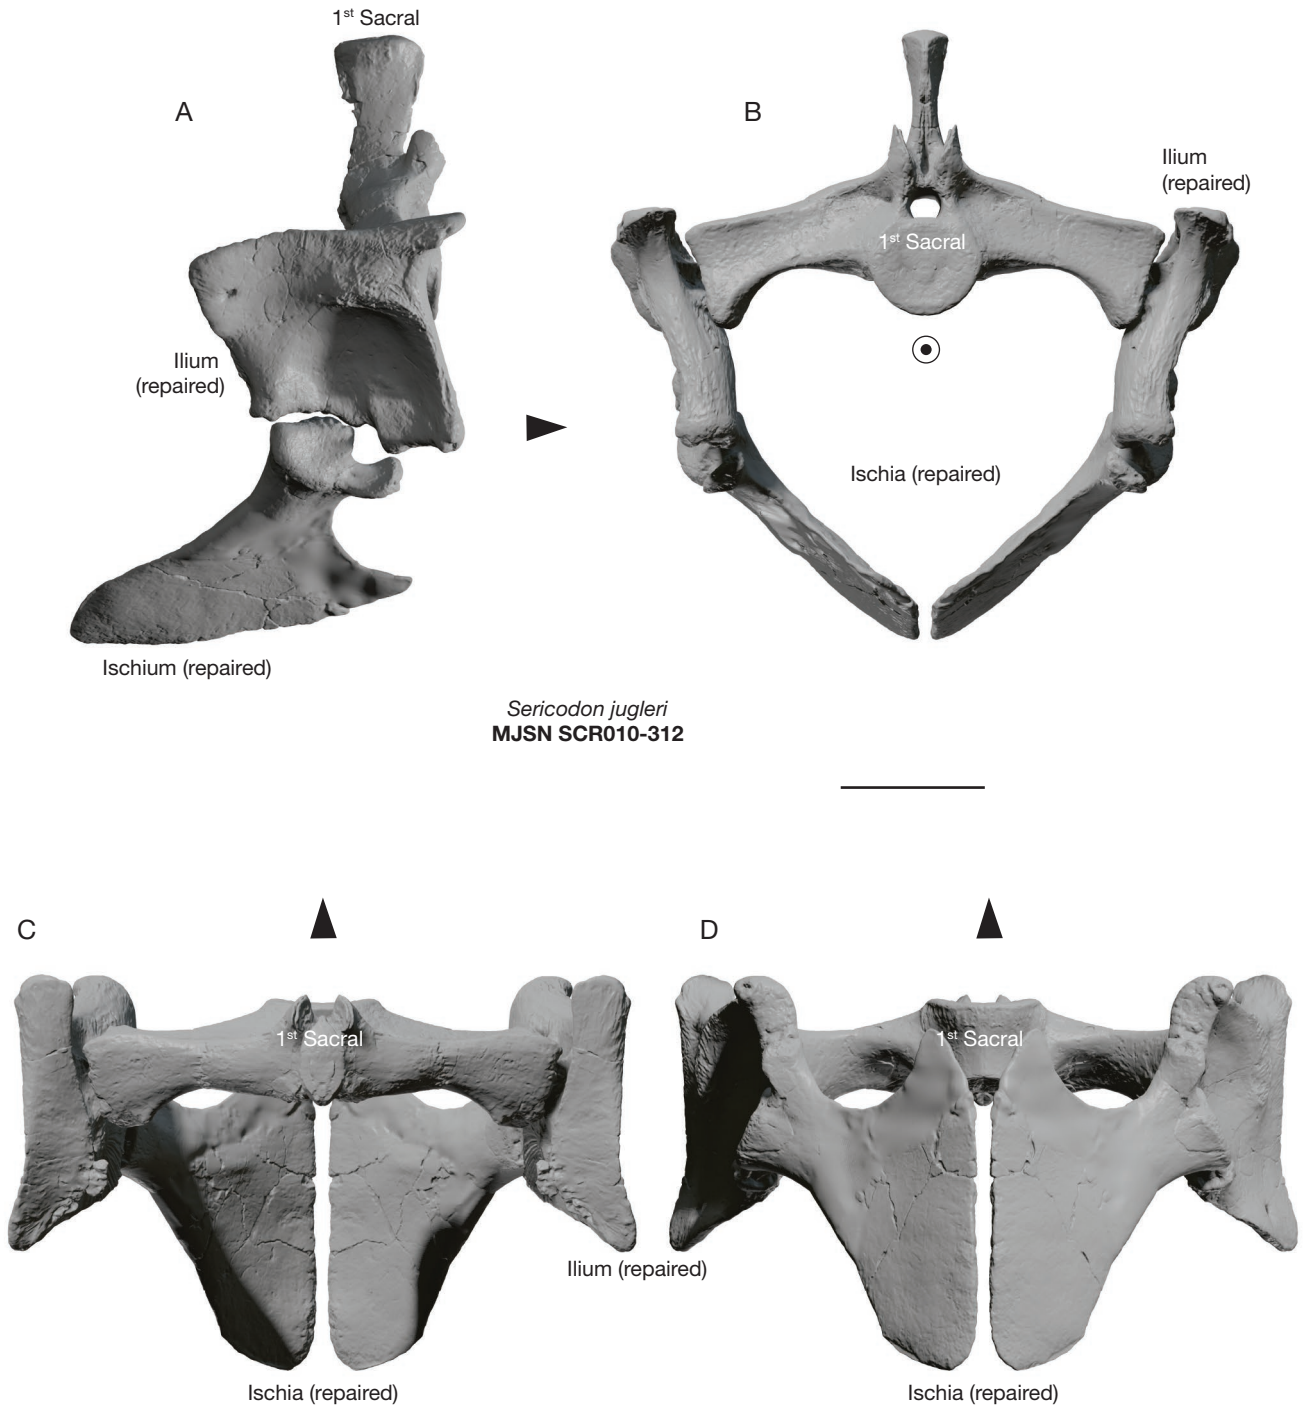 1st Sacral
A
B
Ilium
(repaired)
1st Sacral
Ilium
(repaired)
Ischia (repaired)
Ischium (repaired)
Sericodon jugleri
MJSN SCR010-312
C
D
1st Sacral
1st Sacral
Ilium (repaired)
Ischia (repaired)
Ischia (repaired)